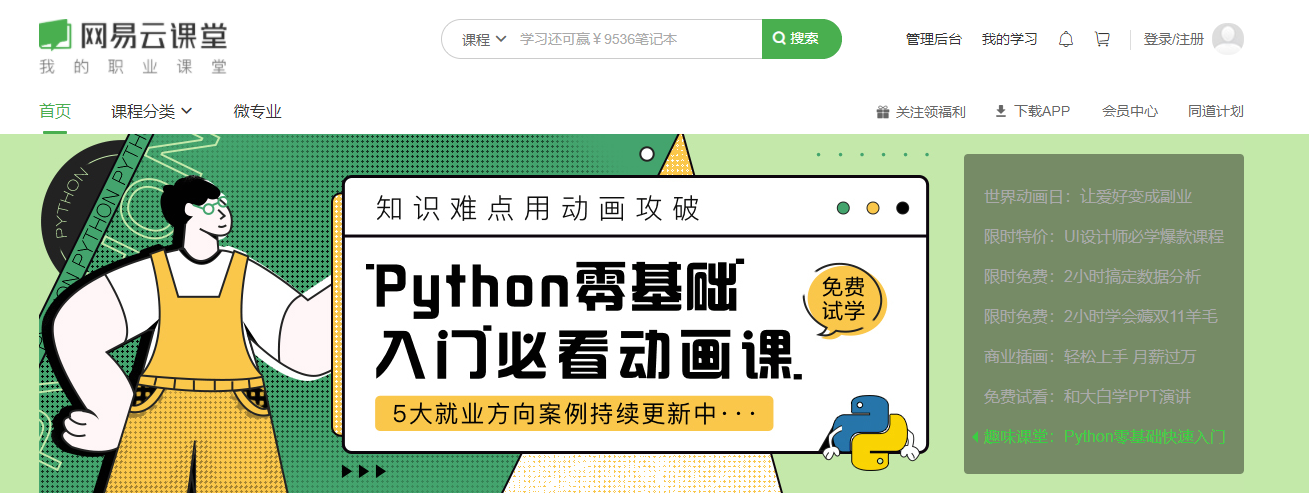 网易云课堂
我的职业课堂
课程 学习还可赢￥9536笔记本 搜索
管理后台 我的学习 登录/注册
首页 课程分类 微专业
关注领福利 下载APP 会员中心 同道计划
PYTHON
PYTHON PYTHON PYTH
知识难点用动画攻破
Python零基础
入门必看动画课
免费
试学
5大就业方向案例持续更新中···
世界动画日：让爱好变成副业
限时特价：UI设计师必学爆款课程
限时免费：2小时搞定数据分析
限时免费：2小时学会薅双11羊毛
商业插画：轻松上手 月薪过万
免费试看：和大白学PPT演讲
趣味课堂：Python零基础快速入门